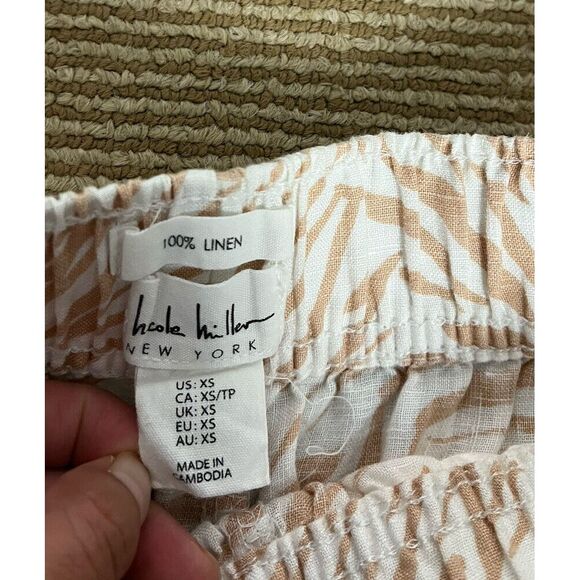 100% LINEN
nicole miller
NEW YORK
US: XS
CA: XS/TP
UK: XS
EU: XS
AU: XS
MADE IN
CAMBODIA